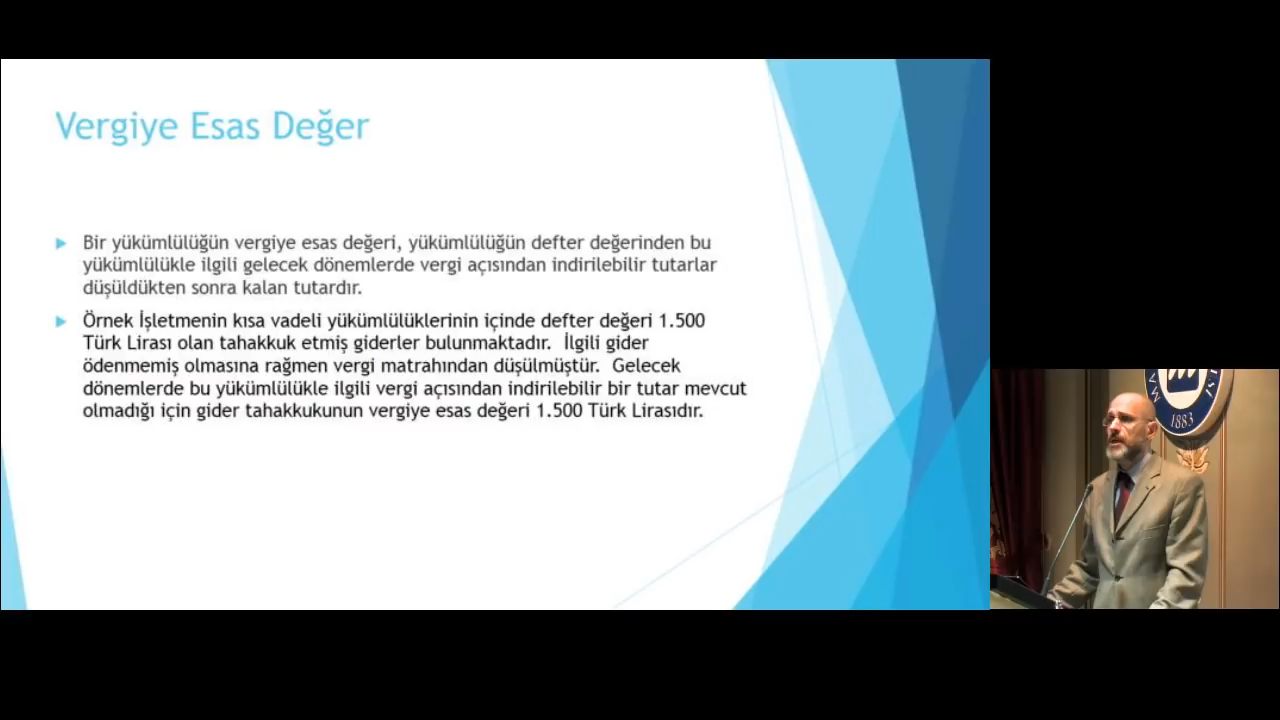 Vergiye Esas Değer
Bir yükümlülüğün vergiye esas değeri, yükümlülüğün defter değerinden bu
yükümlülükle ilgili gelecek dönemlerde vergi açısından indirilebilir tutarlar
düşüldükten sonra kalan tutardır.
Örnek İşletmenin kısa vadeli yükümlülüklerinin içinde defter değeri 1.500
Türk Lirası olan tahakkuk etmiş giderler bulunmaktadır. İlgili gider
ödenmemiş olmasına rağmen vergi matrahından düşülmüştür. Gelecek
dönemlerde bu yükümlülükle ilgili vergi açısından indirilebilir bir tutar mevcut
olmadığı için gider tahakkukunun vergiye esas değeri 1.500 Türk Lirasıdır.
1883